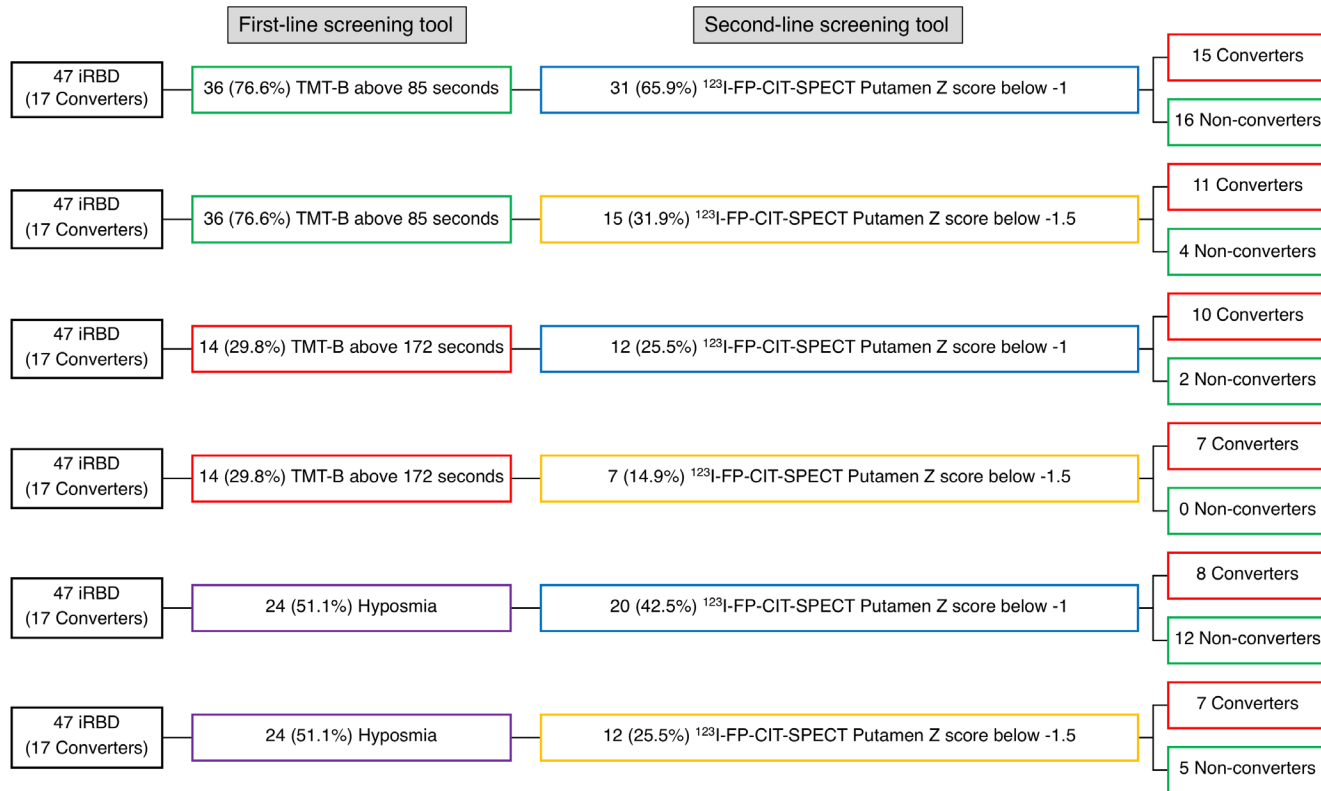 First-line screening tool
Second-line screening tool
47 iRBD
(17 Converters)
36 (76.6%) TMT-B above 85 seconds
31 (65.9%) ¹²³I-FP-CIT-SPECT Putamen Z score below -1
15 Converters
16 Non-converters
47 iRBD
(17 Converters)
36 (76.6%) TMT-B above 85 seconds
15 (31.9%) ¹²³I-FP-CIT-SPECT Putamen Z score below -1.5
11 Converters
4 Non-converters
47 iRBD
(17 Converters)
14 (29.8%) TMT-B above 172 seconds
12 (25.5%) ¹²³I-FP-CIT-SPECT Putamen Z score below -1
10 Converters
2 Non-converters
47 iRBD
(17 Converters)
14 (29.8%) TMT-B above 172 seconds
7 (14.9%) ¹²³I-FP-CIT-SPECT Putamen Z score below -1.5
7 Converters
0 Non-converters
47 iRBD
(17 Converters)
24 (51.1%) Hyposmia
20 (42.5%) ¹²³I-FP-CIT-SPECT Putamen Z score below -1
8 Converters
12 Non-converters
47 iRBD
(17 Converters)
24 (51.1%) Hyposmia
12 (25.5%) ¹²³I-FP-CIT-SPECT Putamen Z score below -1.5
7 Converters
5 Non-converters